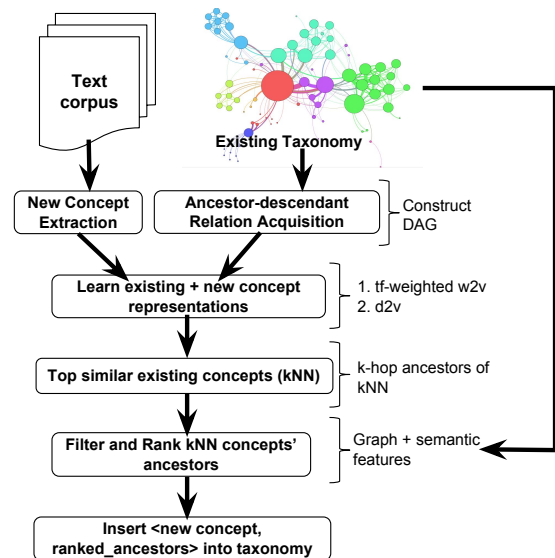 Text
corpus
Existing Taxonomy
New Concept
Extraction
Ancestor-descendant
Relation Acquisition
Construct
DAG
Learn existing + new concept
representations
1. tf-weighted w2v
2. d2v
Top similar existing concepts (kNN)
k-hop ancestors of
kNN
Filter and Rank kNN concepts'
ancestors
Graph + semantic
features
Insert <new concept,
ranked_ancestors> into taxonomy